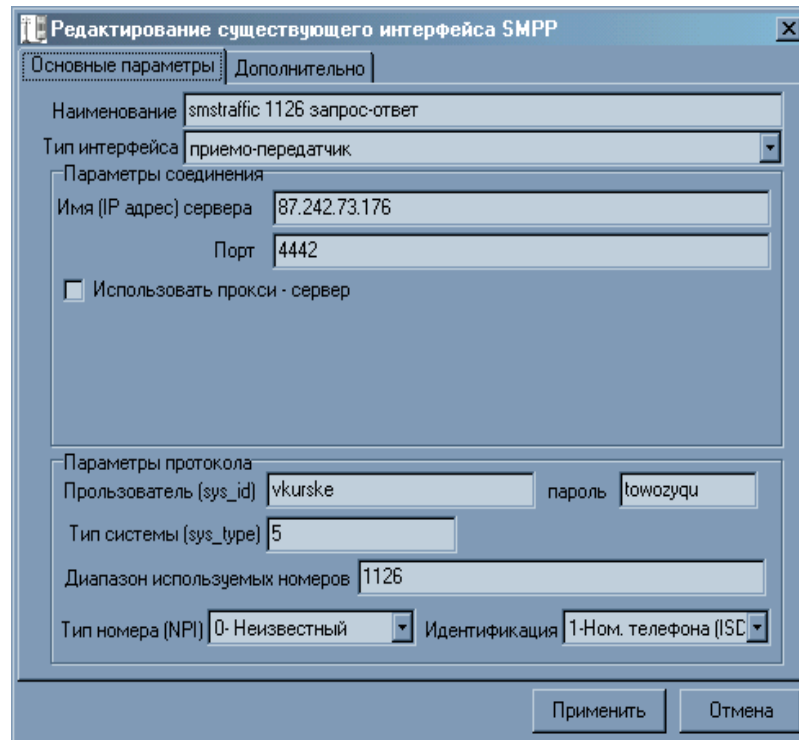 Редактирование существующего интерфейса SMPP
Основные параметры Дополнительно
Наименование smstraffic 1126 запрос-ответ
Тип интерфейса приемо-передатчик
Параметры соединения
Имя (IP адрес) сервера 87.242.73.176
Порт 4442
Использовать прокси - сервер
Параметры протокола
Прользователь (sys_id) vkurske пароль towozyqu
Тип системы (sys_type) 5
Диапазон используемых номеров 1126
Тип номера (NPI) 0- Неизвестный Идентификация 1-Ном. телефона (ISD
Применить Отмена